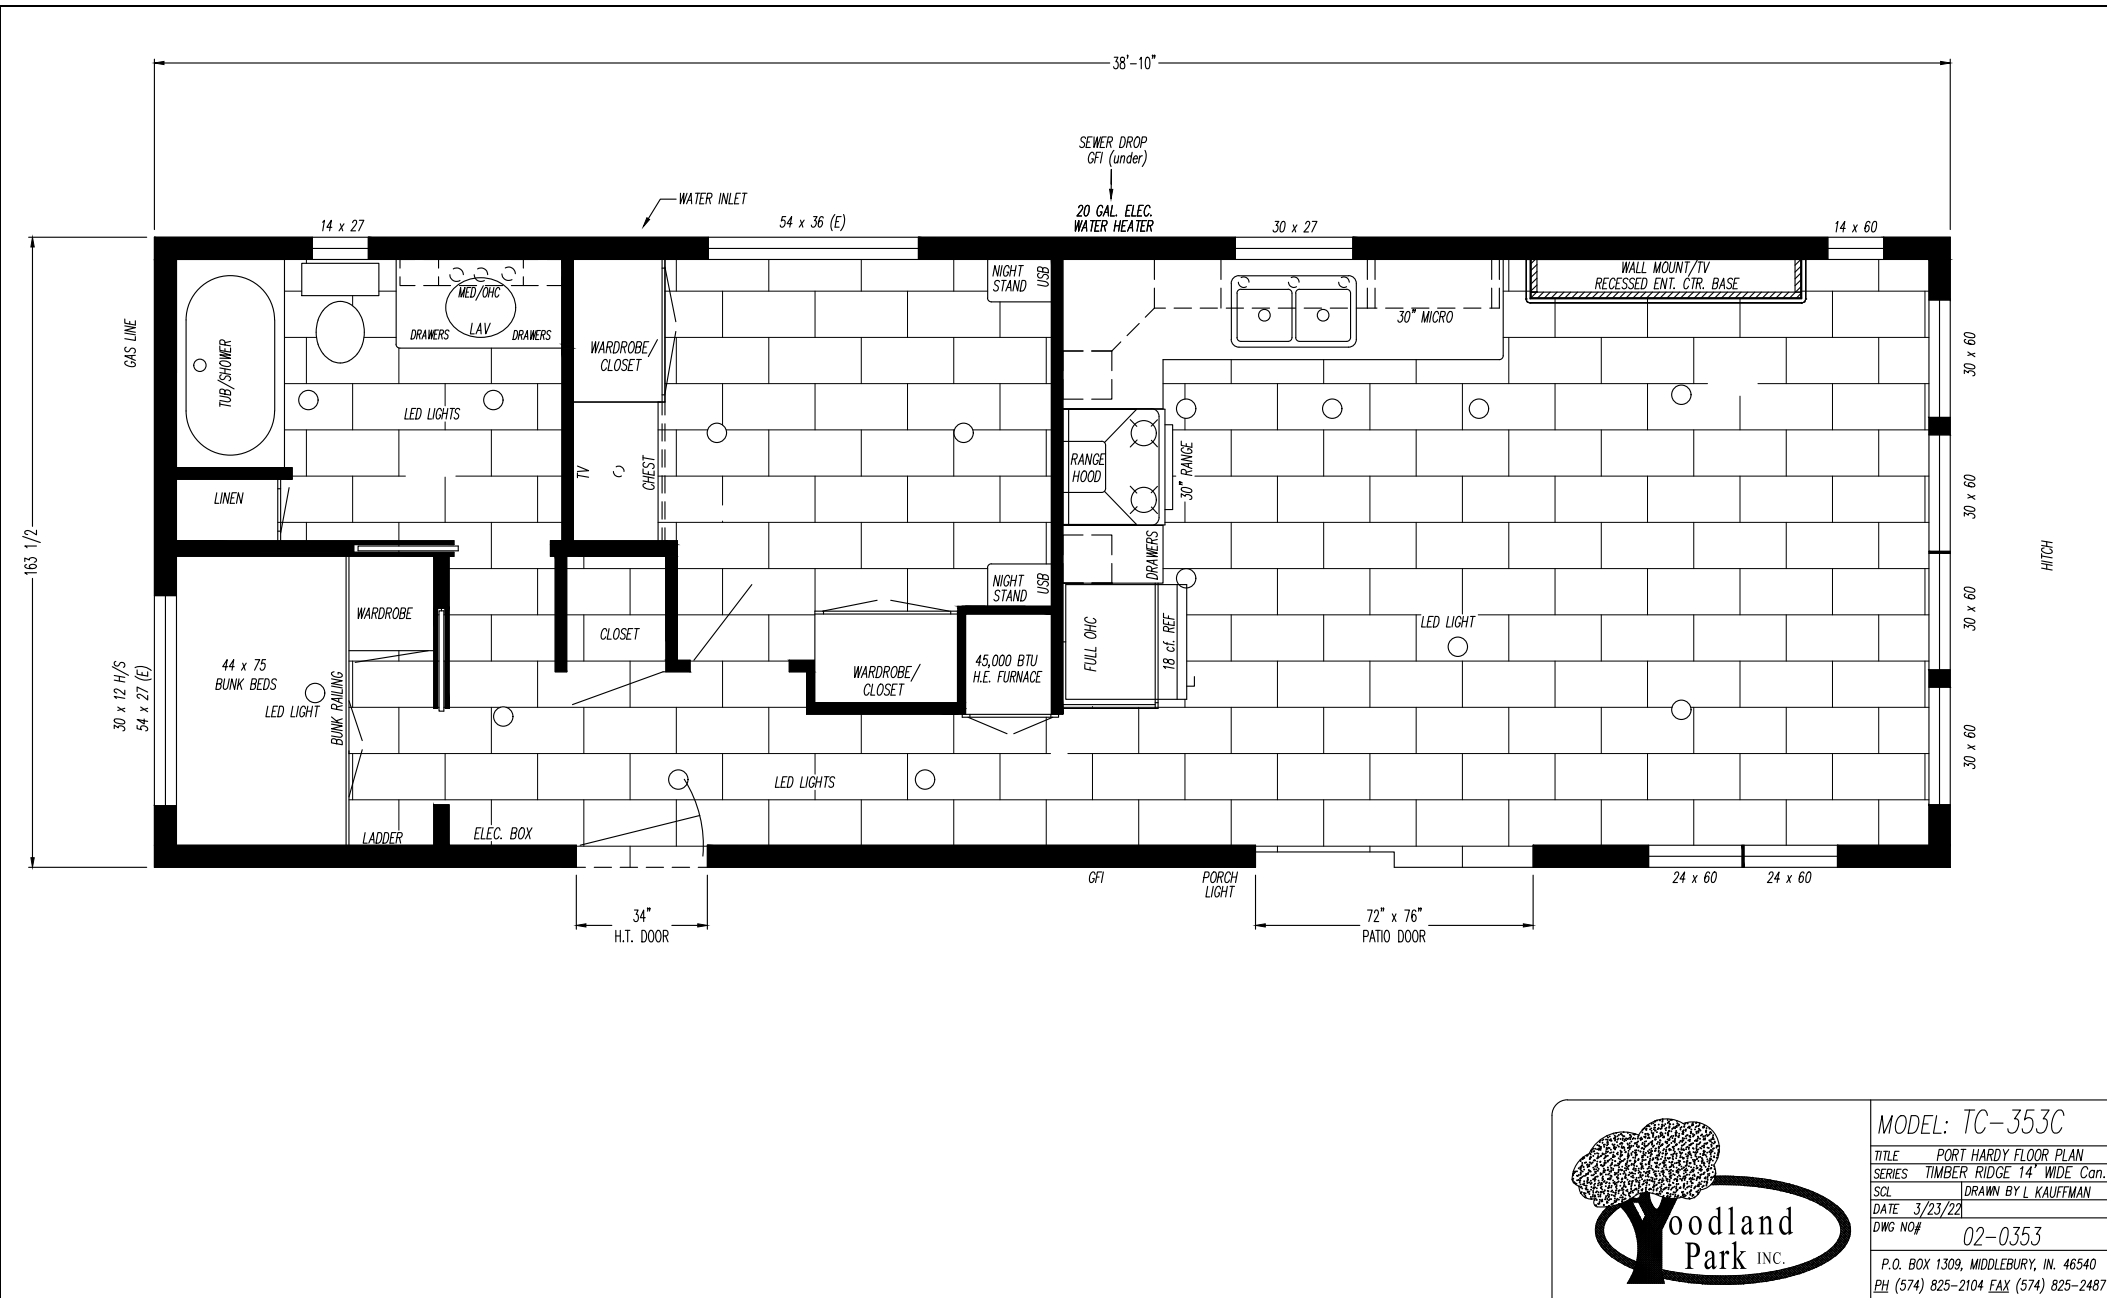 38'-10"
SEWER DROP
GFI (under)
WATER INLET
20 GAL. ELEC.
WATER HEATER
14 x 27
54 x 36 (E)
30 x 27
14 x 60
163 1/2
GAS LINE
TUB/SHOWER
MED/OHC
LAV
DRAWERS
DRAWERS
LED LIGHTS
LINEN
WARDROBE/
CLOSET
TV
CHEST
NIGHT
STAND
USB
NIGHT
STAND
USB
30" MICRO
RANGE
HOOD
30" RANGE
DRAWERS
FULL OHC
18 cf. REF
WALL MOUNT/TV
RECESSED ENT. CTR. BASE
30 x 60
30 x 60
30 x 60
30 x 60
HITCH
LED LIGHT
30 x 12 H/S
54 x 27 (E)
44 x 75
BUNK BEDS
LED LIGHT
BUNK RAILING
WARDROBE
LADDER
CLOSET
WARDROBE/
CLOSET
45,000 BTU
H.E. FURNACE
LED LIGHTS
ELEC. BOX
34"
H.T. DOOR
GFI
PORCH
LIGHT
72" x 76"
PATIO DOOR
24 x 60
24 x 60
Woodland
Park INC.
MODEL: TC-353C
TITLE PORT HARDY FLOOR PLAN
SERIES TIMBER RIDGE 14' WIDE Can.
SCL DRAWN BY L KAUFFMAN
DATE 3/23/22
DWG NO# 02-0353
P.O. BOX 1309, MIDDLEBURY, IN. 46540
PH (574) 825-2104 FAX (574) 825-2487